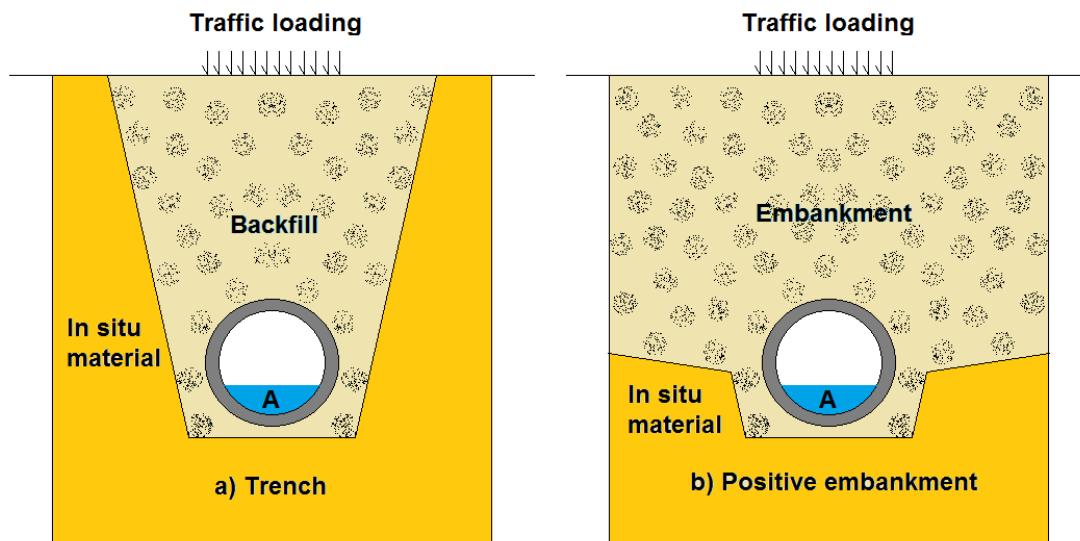 Traffic loading
Backfill
In situ
material
A
a) Trench
Traffic loading
Embankment
In situ
material
A
b) Positive embankment